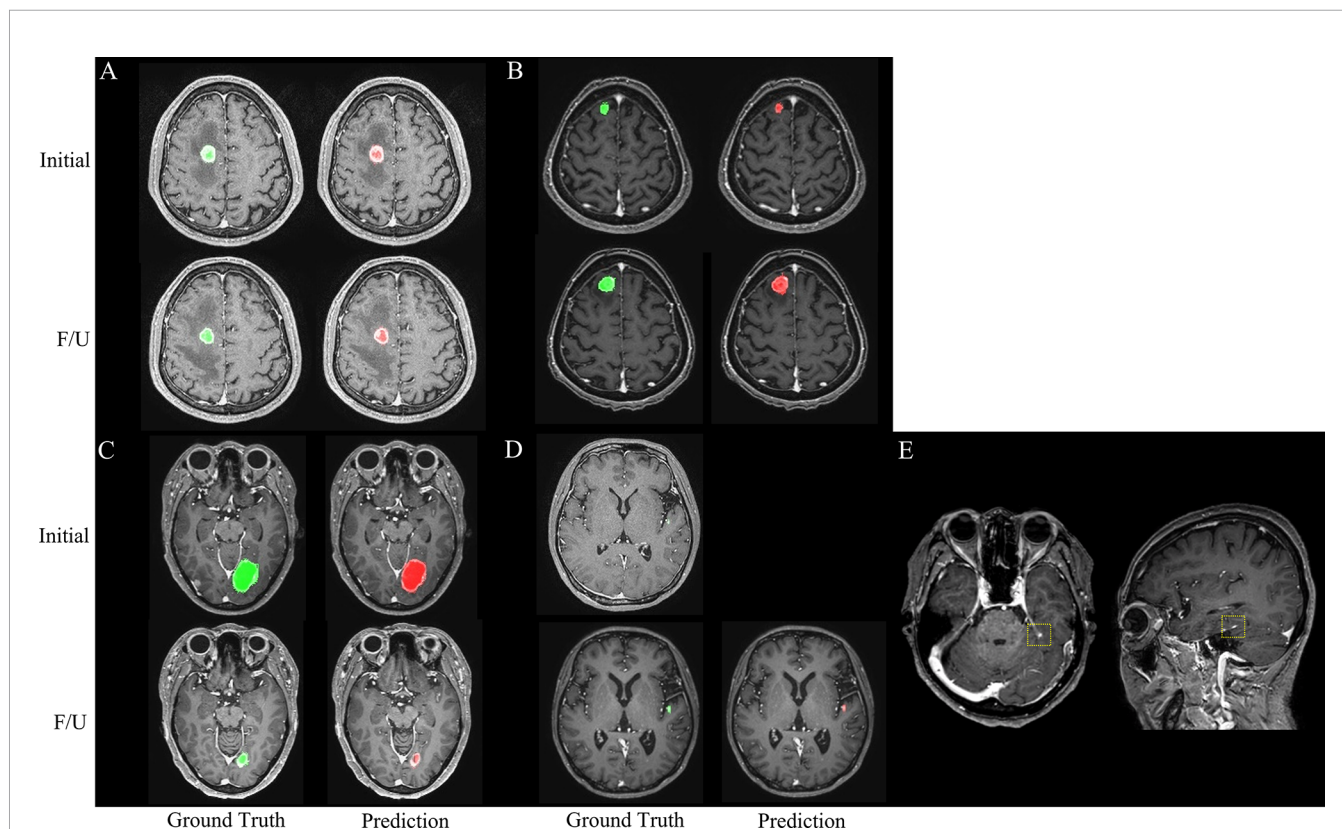 A
B
Initial
F/U
C
D
E
Initial
F/U
Ground Truth
Prediction
Ground Truth
Prediction